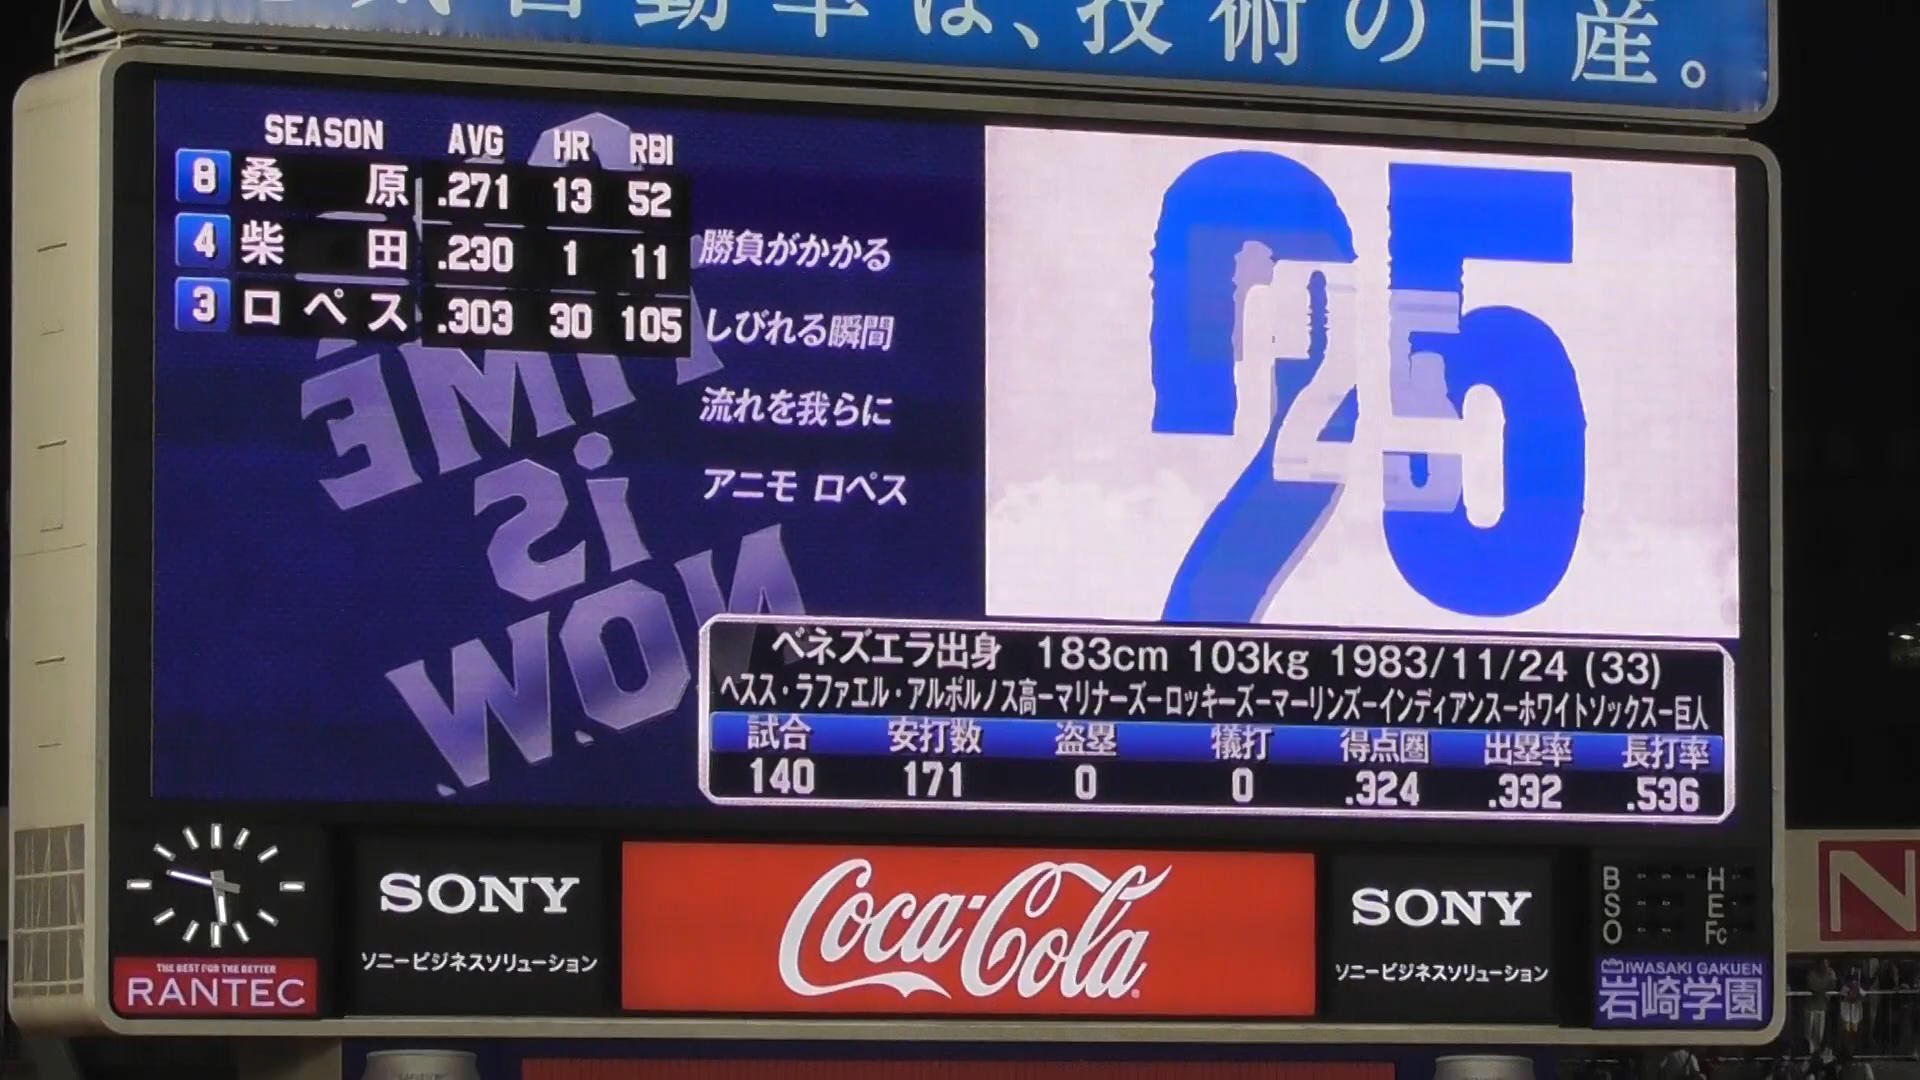 自動車は、技術の日産。
SEASON AVG HR RBI
8 桑 原 .271 13 52
4 柴 田 .230 1 11
3 ロペス .303 30 105
勝負がかかる
しびれる瞬間
流れを我らに
アニモ ロペス
TIME
iS
NOW.
25
25
ベネズエラ出身 183cm 103kg 1983/11/24 (33)
ヘスス・ラファエル・アルボルノス高ーマリナーズーロッキーズーマーリンズーインディアンスーホワイトソックスー巨人
試合 安打数 盗塁 犠打 得点圏 出塁率 長打率
140 171 0 0 .324 .332 .536
SONY
ソニービジネスソリューション
Coca-Cola
SONY
ソニービジネスソリューション
B H
S E
O Fc
THE BEST FOR THE BETTER
RANTEC
IWASAKI GAKUEN
岩崎学園
N